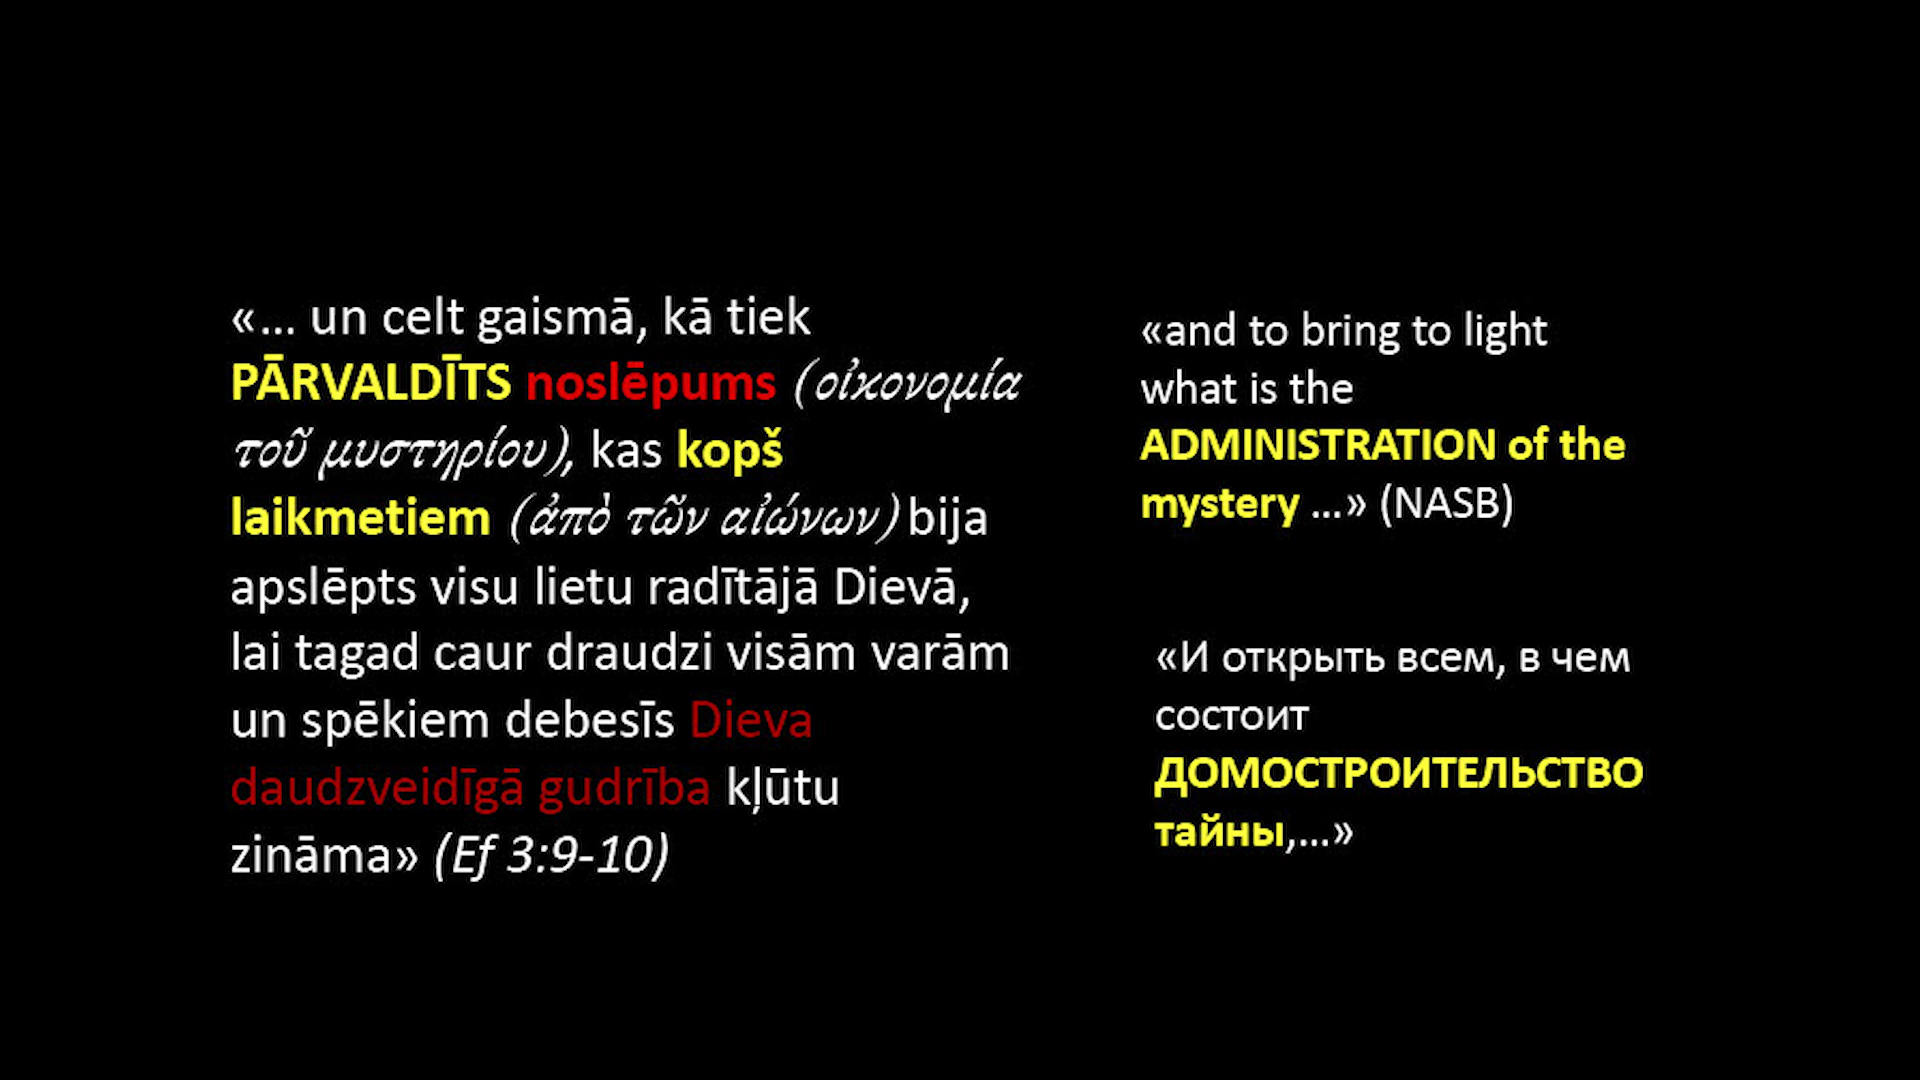 «… un celt gaismā, kā tiek
PĀRVALDĪTS noslēpums (οἰκονομία
τοῦ μυστηρίου), kas kopš
laikmetiem (ἀπὸ τῶν αἰώνων) bija
apslēpts visu lietu radītājā Dievā,
lai tagad caur draudzi visām varām
un spēkiem debesīs Dieva
daudzveidīgā gudrība kļūtu
zināma» (Ef 3:9-10)
«and to bring to light
what is the
ADMINISTRATION of the
mystery …» (NASB)
«И открыть всем, в чем
состоит
ДОМОСТРОИТЕЛЬСТВО
тайны,…»